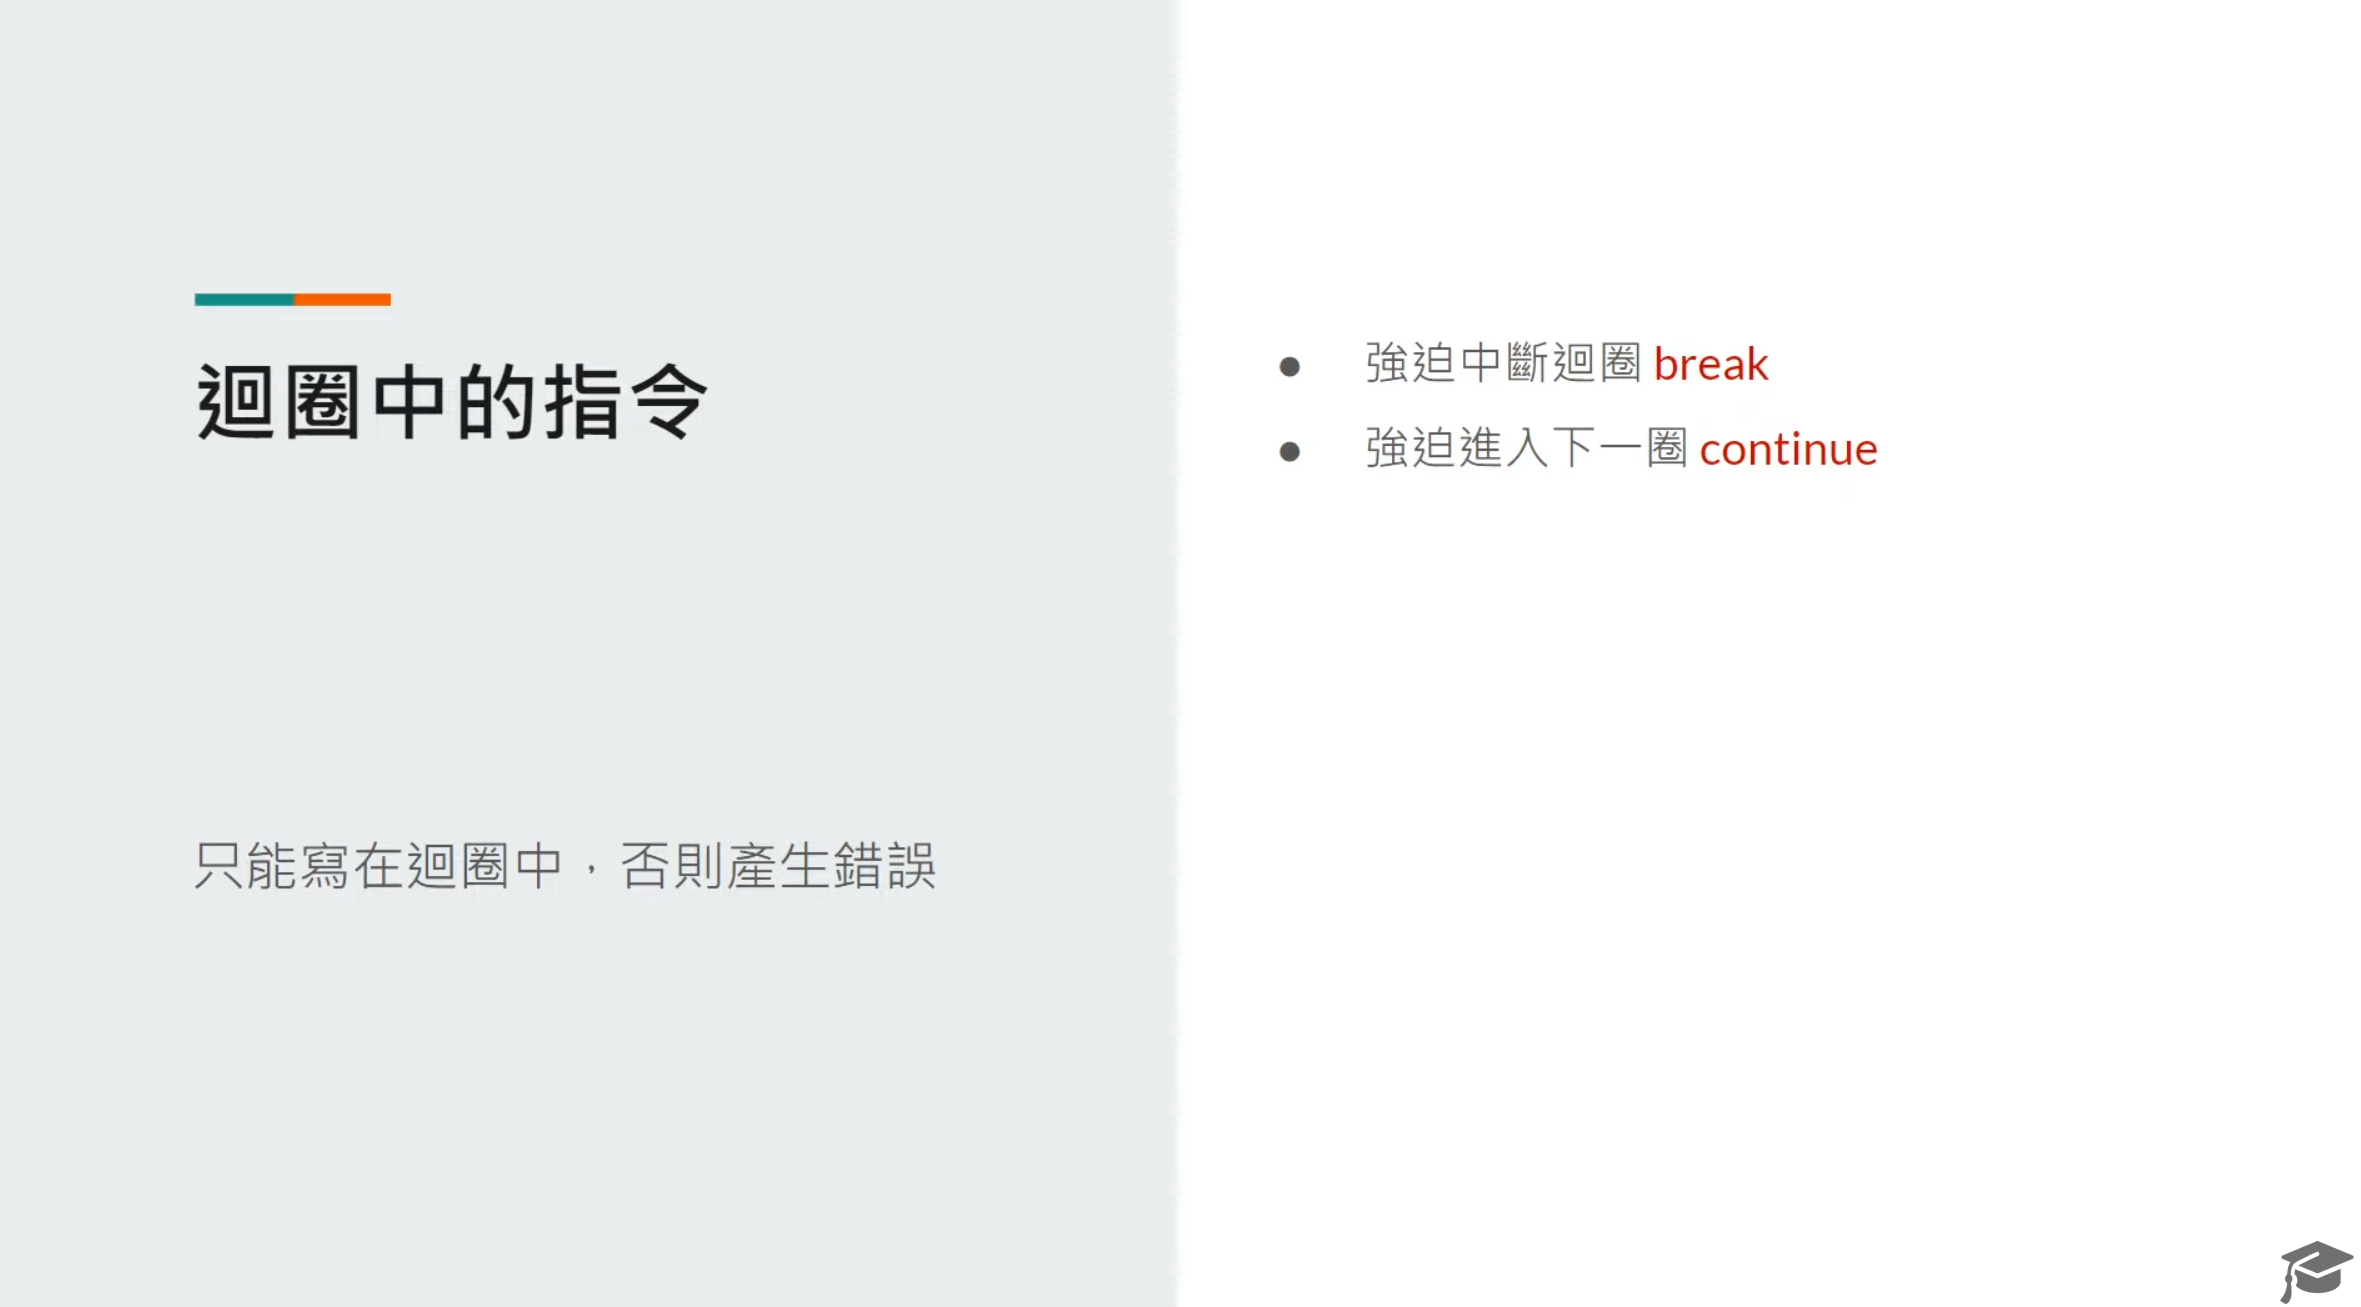 迴圈中的指令
只能寫在迴圈中，否則產生錯誤
● 強迫中斷迴圈 break
● 強迫進入下一圈 continue